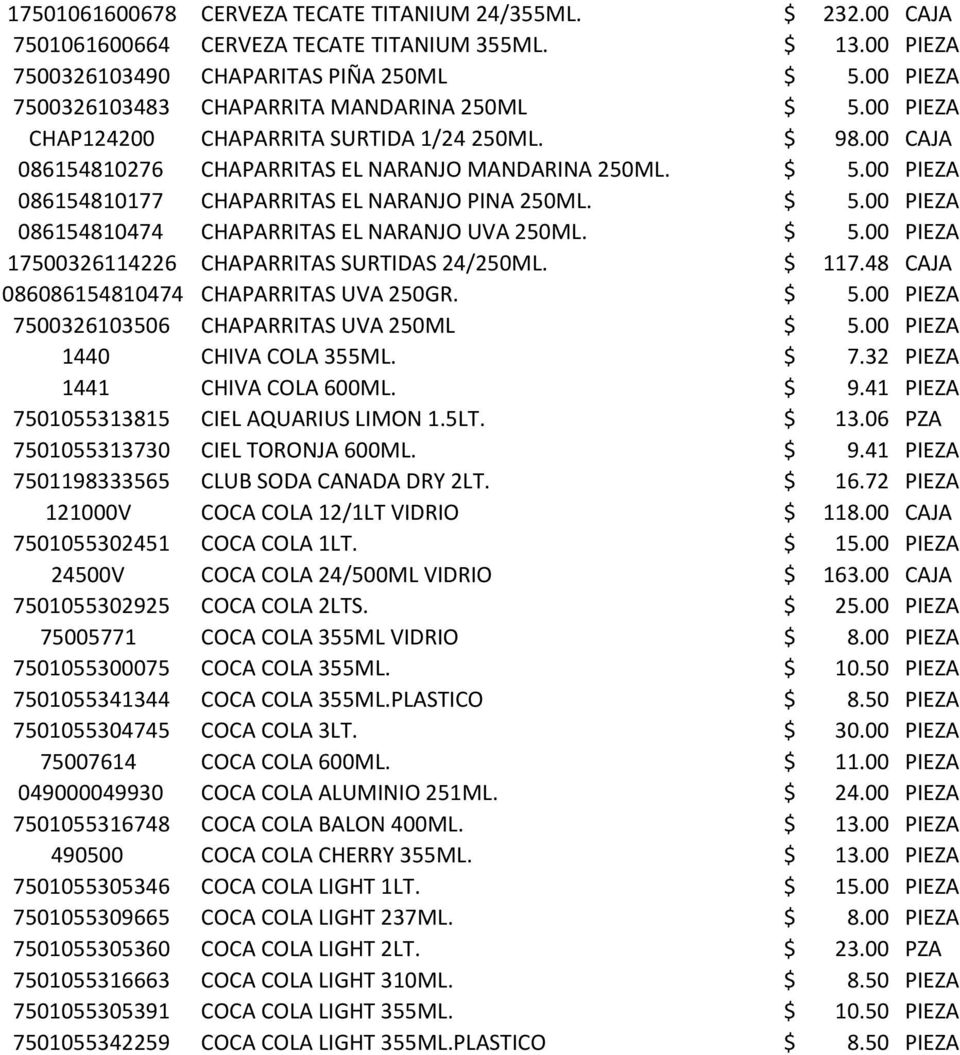 17501061600678 CERVEZA TECATE TITANIUM 24/355ML. $ 232.00 CAJA
7501061600664 CERVEZA TECATE TITANIUM 355ML. $ 13.00 PIEZA
7500326103490 CHAPARITAS PIÑA 250ML $ 5.00 PIEZA
7500326103483 CHAPARRITA MANDARINA 250ML $ 5.00 PIEZA
CHAP124200 CHAPARRITA SURTIDA 1/24 250ML. $ 98.00 CAJA
086154810276 CHAPARRITAS EL NARANJO MANDARINA 250ML. $ 5.00 PIEZA
086154810177 CHAPARRITAS EL NARANJO PINA 250ML. $ 5.00 PIEZA
086154810474 CHAPARRITAS EL NARANJO UVA 250ML. $ 5.00 PIEZA
17500326114226 CHAPARRITAS SURTIDAS 24/250ML. $ 117.48 CAJA
086086154810474 CHAPARRITAS UVA 250GR. $ 5.00 PIEZA
7500326103506 CHAPARRITAS UVA 250ML $ 5.00 PIEZA
1440 CHIVA COLA 355ML. $ 7.32 PIEZA
1441 CHIVA COLA 600ML. $ 9.41 PIEZA
7501055313815 CIEL AQUARIUS LIMON 1.5LT. $ 13.06 PZA
7501055313730 CIEL TORONJA 600ML. $ 9.41 PIEZA
7501198333565 CLUB SODA CANADA DRY 2LT. $ 16.72 PIEZA
121000V COCA COLA 12/1LT VIDRIO $ 118.00 CAJA
7501055302451 COCA COLA 1LT. $ 15.00 PIEZA
24500V COCA COLA 24/500ML VIDRIO $ 163.00 CAJA
7501055302925 COCA COLA 2LTS. $ 25.00 PIEZA
75005771 COCA COLA 355ML VIDRIO $ 8.00 PIEZA
7501055300075 COCA COLA 355ML. $ 10.50 PIEZA
7501055341344 COCA COLA 355ML.PLASTICO $ 8.50 PIEZA
7501055304745 COCA COLA 3LT. $ 30.00 PIEZA
75007614 COCA COLA 600ML. $ 11.00 PIEZA
049000049930 COCA COLA ALUMINIO 251ML. $ 24.00 PIEZA
7501055316748 COCA COLA BALON 400ML. $ 13.00 PIEZA
490500 COCA COLA CHERRY 355ML. $ 13.00 PIEZA
7501055305346 COCA COLA LIGHT 1LT. $ 15.00 PIEZA
7501055309665 COCA COLA LIGHT 237ML. $ 8.00 PIEZA
7501055305360 COCA COLA LIGHT 2LT. $ 23.00 PZA
7501055316663 COCA COLA LIGHT 310ML. $ 8.50 PIEZA
7501055305391 COCA COLA LIGHT 355ML. $ 10.50 PIEZA
7501055342259 COCA COLA LIGHT 355ML.PLASTICO $ 8.50 PIEZA